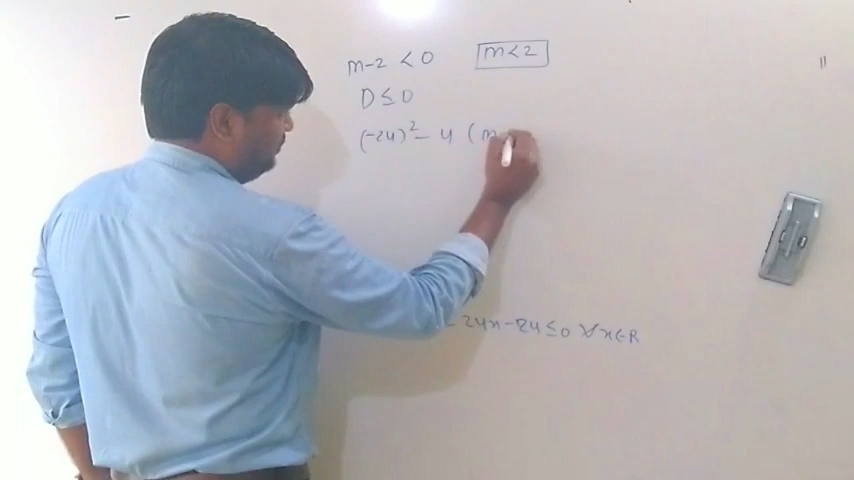 m-2 < 0 m<2
D ≤ 0
(-24)² - 4 (m
- 24x - 24 ≤ 0 ∀ x∈R